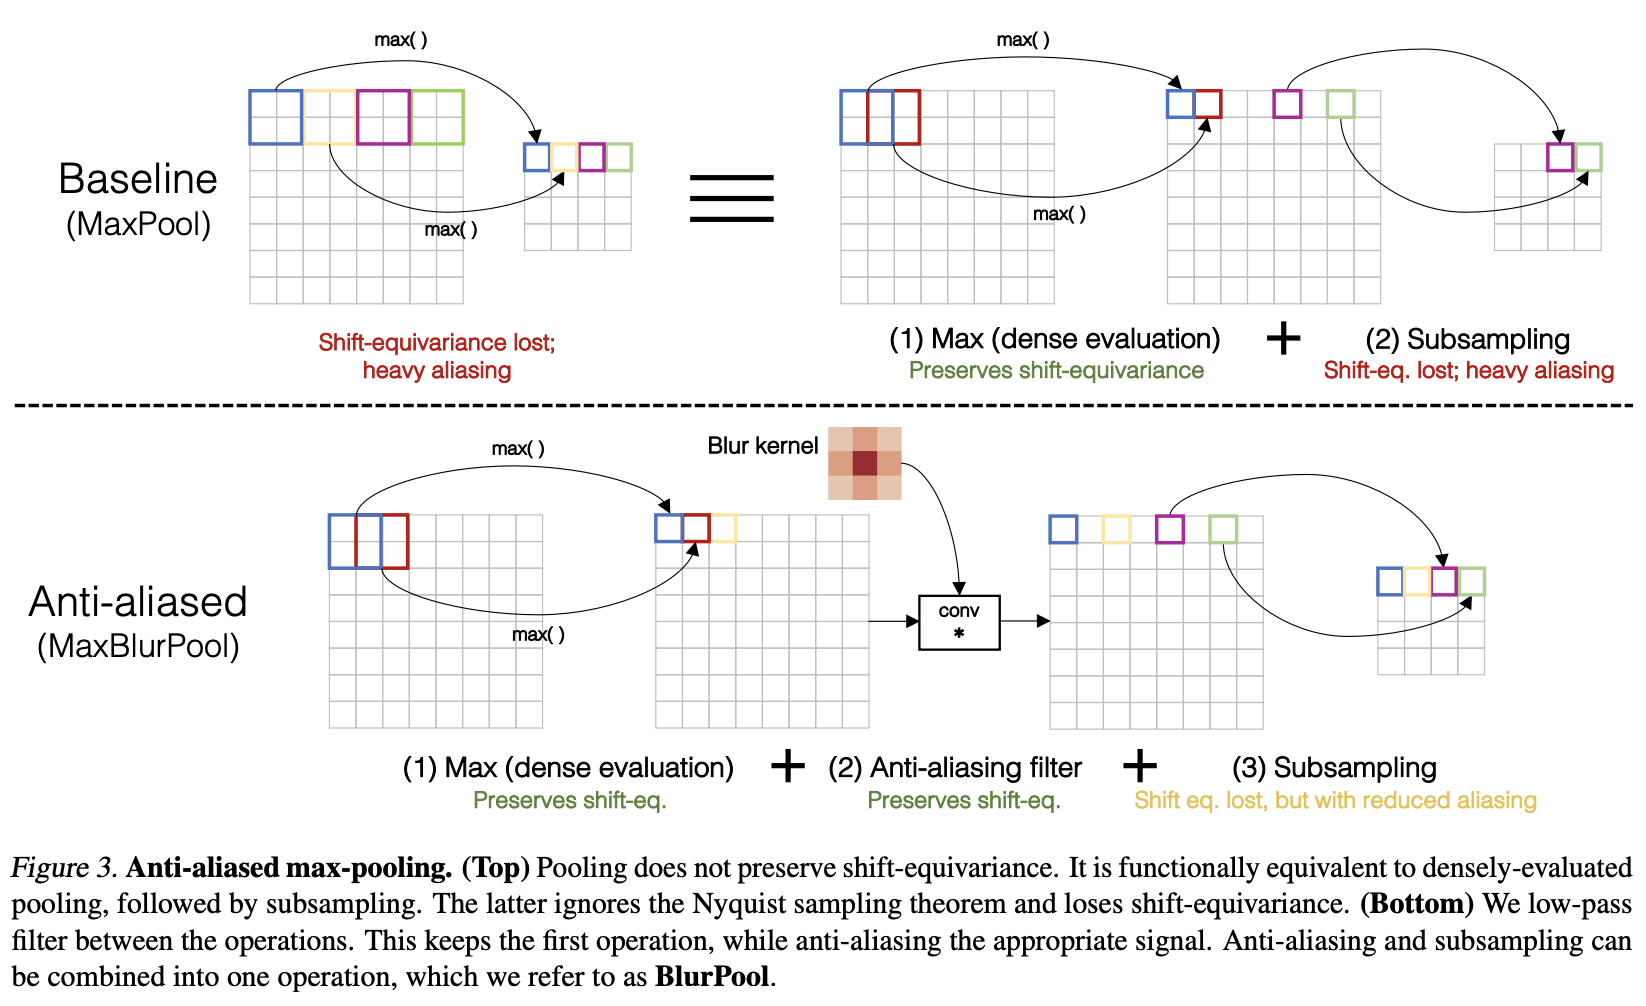 max( )
Baseline
(MaxPool)
max( )
Shift-equivariance lost;
heavy aliasing
max( )
max( )
(1) Max (dense evaluation) + (2) Subsampling
Preserves shift-equivariance
Shift-eq. lost; heavy aliasing
Blur kernel
max( )
conv
*
max( )
Anti-aliased
(MaxBlurPool)
(1) Max (dense evaluation) + (2) Anti-aliasing filter + (3) Subsampling
Preserves shift-eq.
Preserves shift-eq.
Shift eq. lost, but with reduced aliasing
Figure 3. Anti-aliased max-pooling. (Top) Pooling does not preserve shift-equivariance. It is functionally equivalent to densely-evaluated
pooling, followed by subsampling. The latter ignores the Nyquist sampling theorem and loses shift-equivariance. (Bottom) We low-pass
filter between the operations. This keeps the first operation, while anti-aliasing the appropriate signal. Anti-aliasing and subsampling can
be combined into one operation, which we refer to as BlurPool.